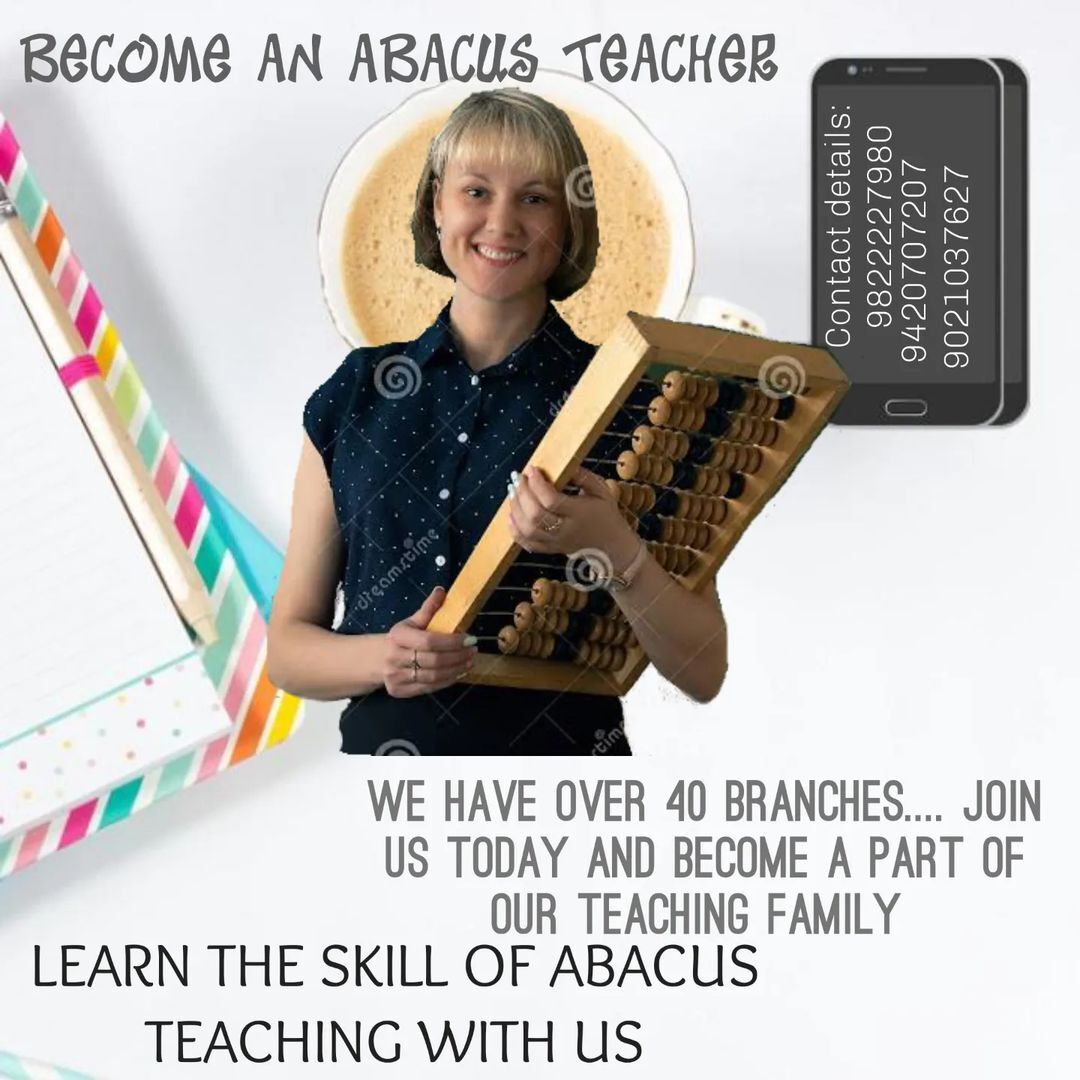 BECOME AN ABACUS TEACHER
Contact details:
9822227980
9420707207
9021037627
dreamstime
WE HAVE OVER 40 BRANCHES.... JOIN
US TODAY AND BECOME A PART OF
OUR TEACHING FAMILY
LEARN THE SKILL OF ABACUS
TEACHING WITH US